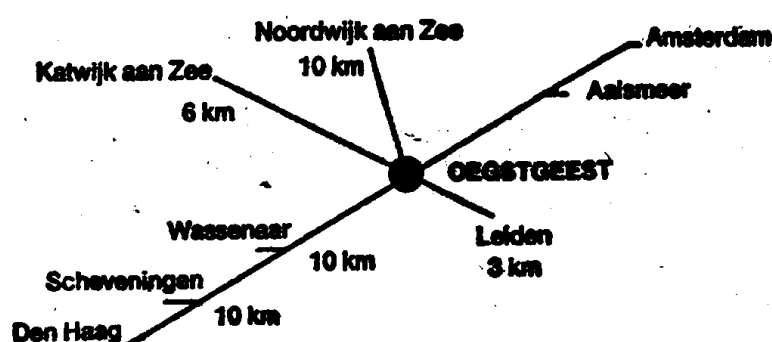 Noordwijk aan Zee
10 km
Amsterdam
Katwijk aan Zee
6 km
Aalsmeer
OEGSTGEEST
Wassenaar
Leiden
3 km
10 km
Scheveningen
10 km
Den Haag